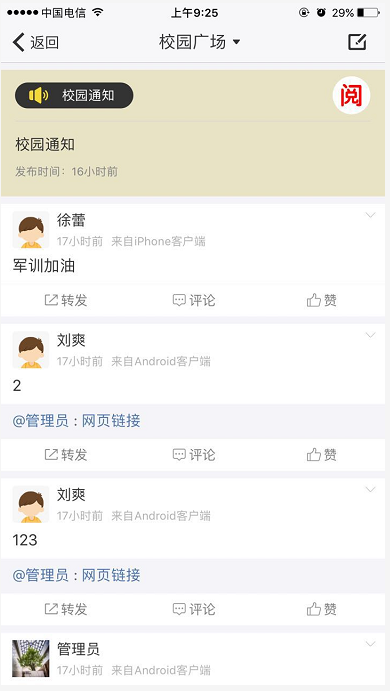 中国电信 上午9:25 29%
返回 校园广场
校园通知 阅
校园通知
发布时间：16小时前
徐蕾
17小时前 来自iPhone客户端
军训加油
转发 评论 赞
刘爽
17小时前 来自Android客户端
2
@管理员 : 网页链接
转发 评论 赞
刘爽
17小时前 来自Android客户端
123
@管理员 : 网页链接
转发 评论 赞
管理员
17小时前 来自Android客户端